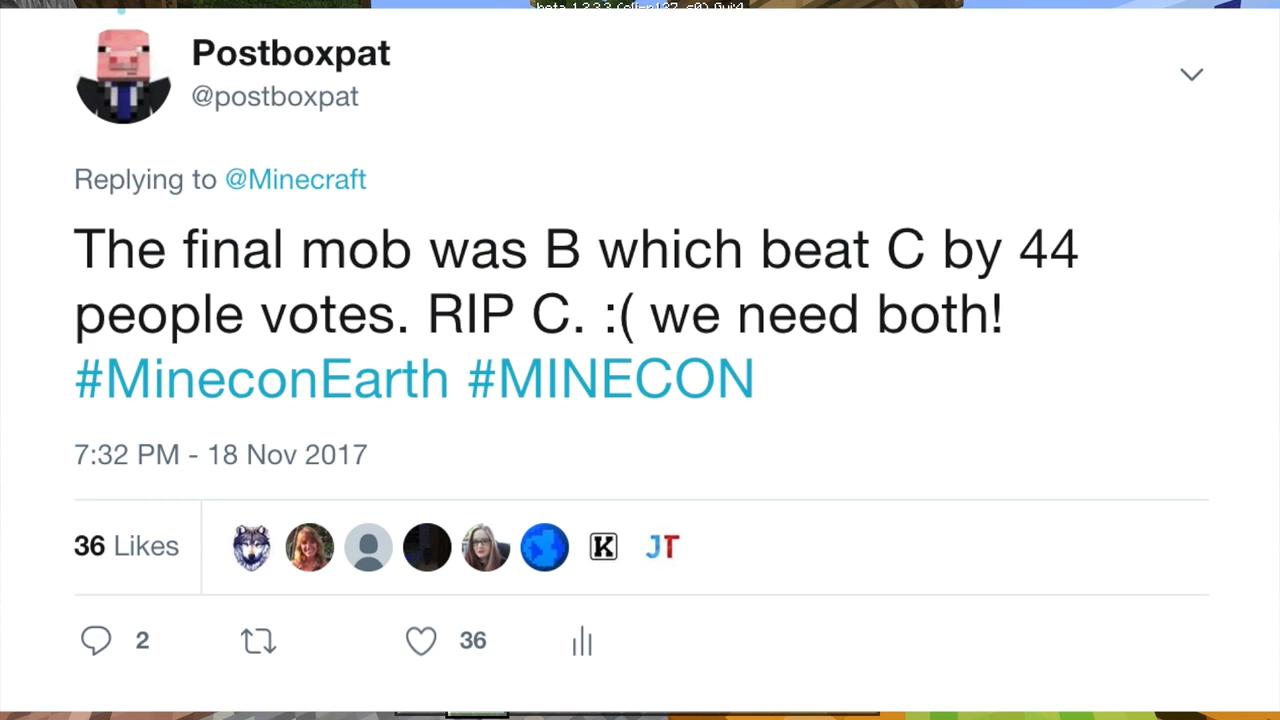 Postboxpat
@postboxpat
Replying to @Minecraft
The final mob was B which beat C by 44
people votes. RIP C. :( we need both!
#MineconEarth #MINECON
7:32 PM - 18 Nov 2017
36 Likes
K
JT
2
36